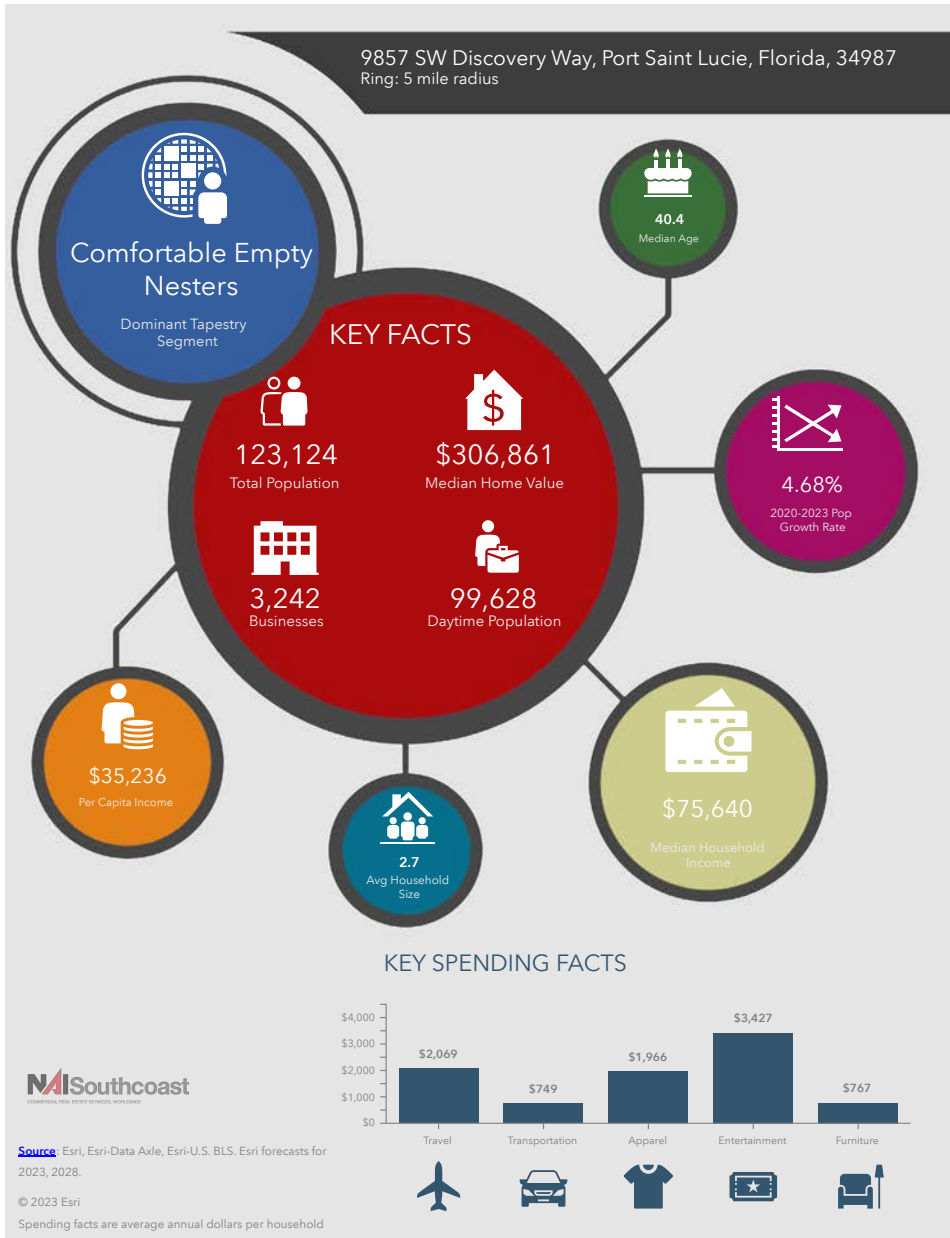 9857 SW Discovery Way, Port Saint Lucie, Florida, 34987
Ring: 5 mile radius
Comfortable Empty
Nesters
Dominant Tapestry
Segment
40.4
Median Age
KEY FACTS
123,124
Total Population
$306,861
Median Home Value
3,242
Businesses
99,628
Daytime Population
4.68%
2020-2023 Pop
Growth Rate
$35,236
Per Capita Income
2.7
Avg Household
Size
$75,640
Median Household
Income
KEY SPENDING FACTS
$4,000
$3,000
$2,000
$1,000
$0
$2,069
$749
$1,966
$3,427
$767
Travel
Transportation
Apparel
Entertainment
Furniture
NAISouthcoast
COMMERCIAL REAL ESTATE SERVICES, WORLDWIDE
Source: Esri, Esri-Data Axle, Esri-U.S. BLS. Esri forecasts for
2023, 2028.
© 2023 Esri
Spending facts are average annual dollars per household